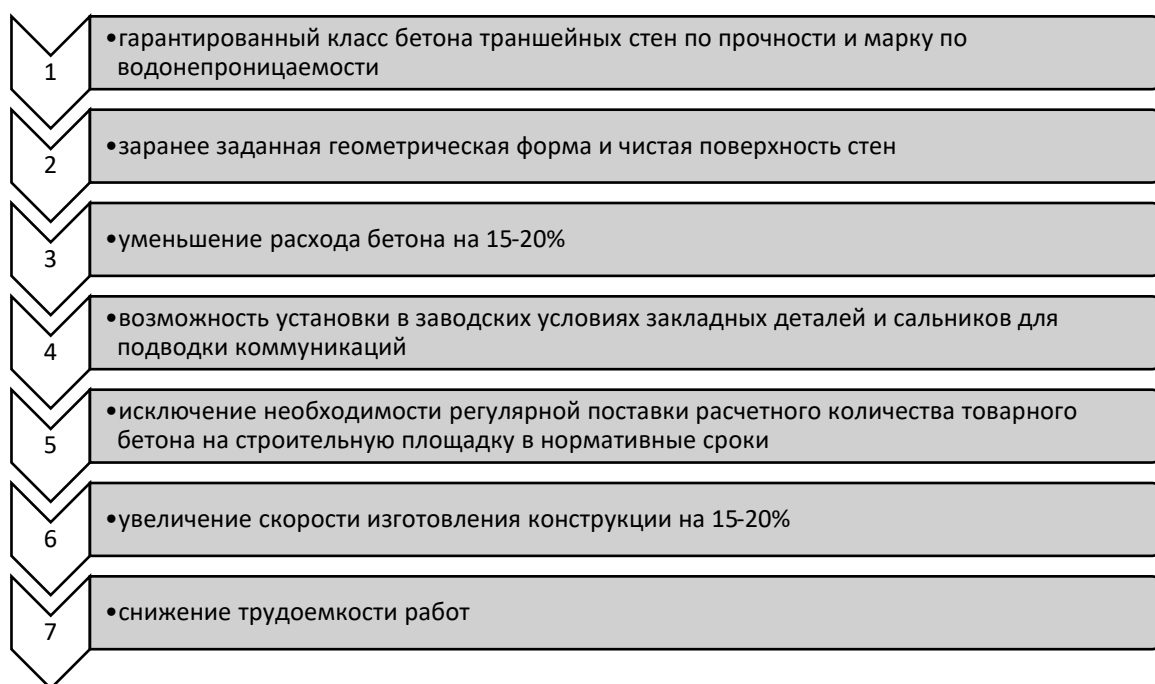 1
•гарантированный класс бетона траншейных стен по прочности и марку по
водонепроницаемости
2
•заранее заданная геометрическая форма и чистая поверхность стен
3
•уменьшение расхода бетона на 15-20%
4
•возможность установки в заводских условиях закладных деталей и сальников для
подводки коммуникаций
5
•исключение необходимости регулярной поставки расчетного количества товарного
бетона на строительную площадку в нормативные сроки
6
•увеличение скорости изготовления конструкции на 15-20%
7
•снижение трудоемкости работ